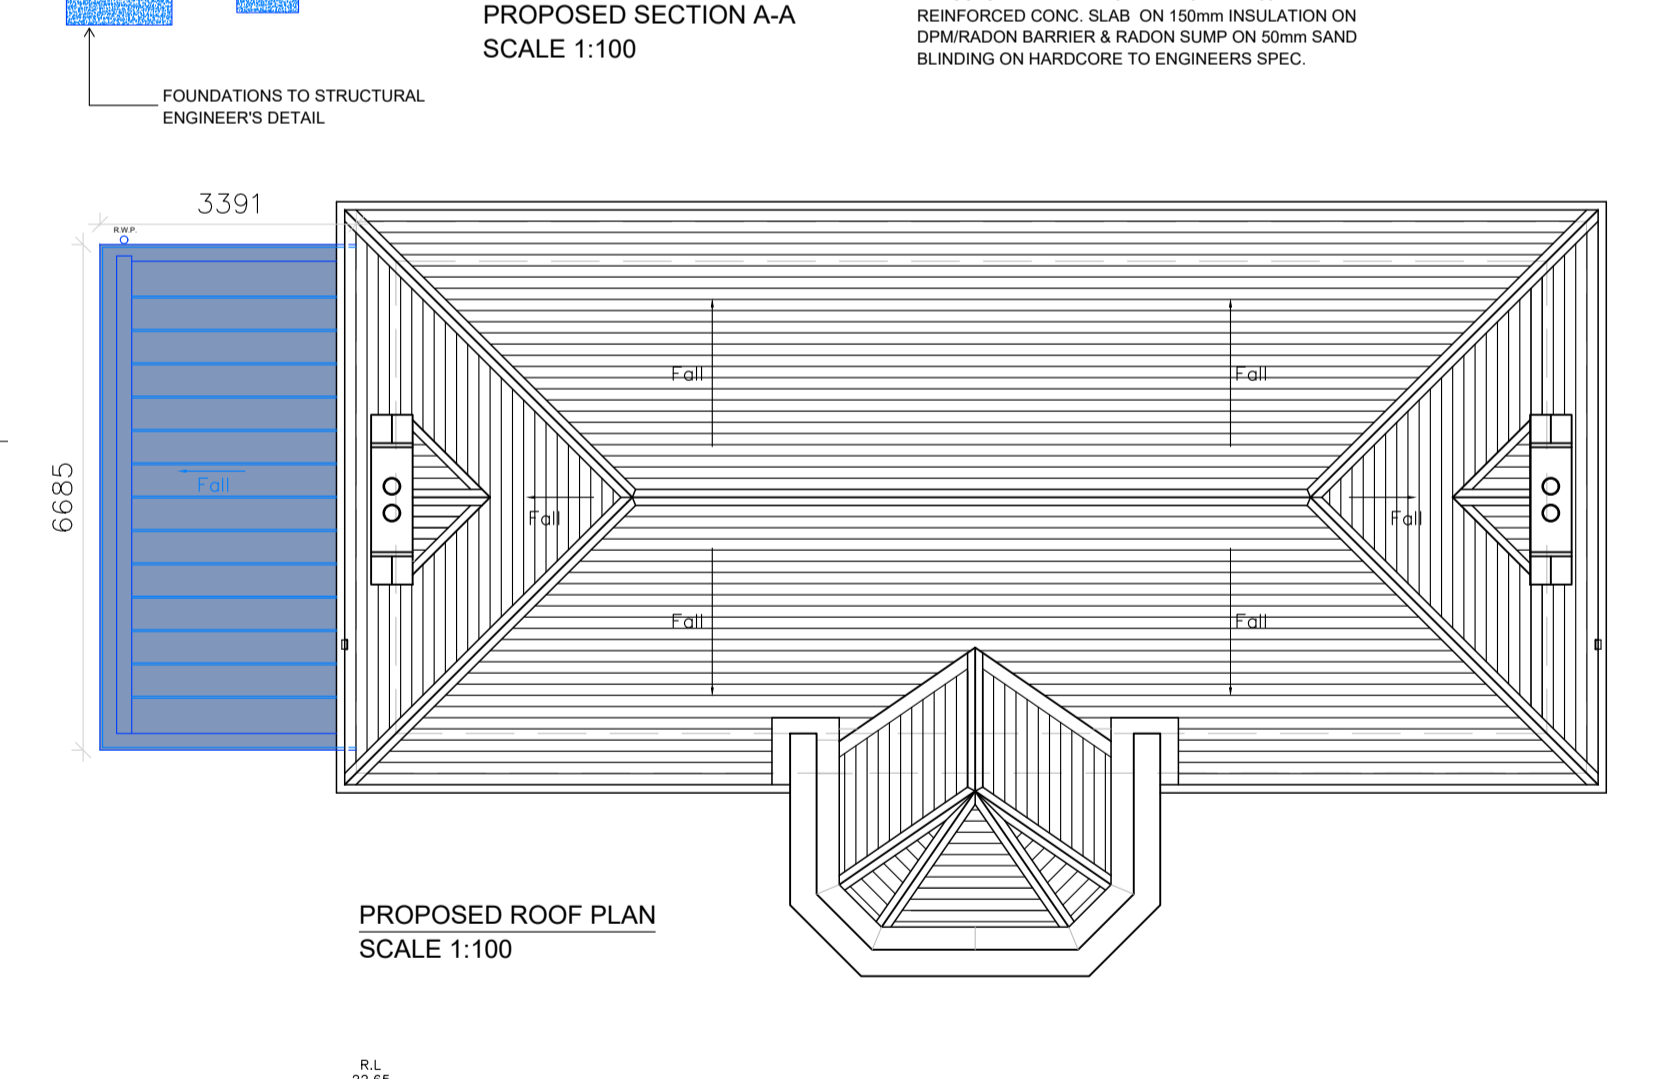 PROPOSED SECTION A-A
SCALE 1:100
REINFORCED CONC. SLAB ON 150mm INSULATION ON
DPM/RADON BARRIER & RADON SUMP ON 50mm SAND
BLINDING ON HARDCORE TO ENGINEERS SPEC.
FOUNDATIONS TO STRUCTURAL
ENGINEER'S DETAIL
3391
R.W.P.
6685
Fall
Fall
Fall
Fall
Fall
Fall
Fall
PROPOSED ROOF PLAN
SCALE 1:100
R.L